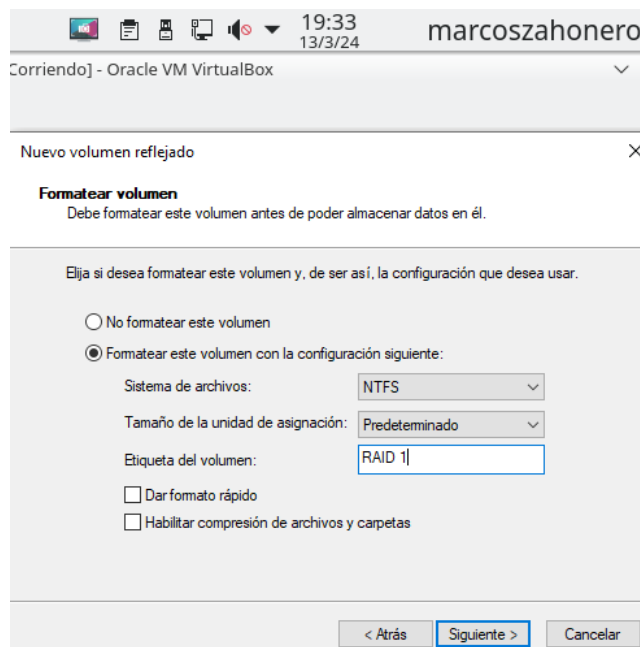 19:33
13/3/24
marcoszahonero
Corriendo] - Oracle VM VirtualBox
Nuevo volumen reflejado
Formatear volumen
Debe formatear este volumen antes de poder almacenar datos en él.
Elija si desea formatear este volumen y, de ser así, la configuración que desea usar.
No formatear este volumen
Formatear este volumen con la configuración siguiente:
Sistema de archivos: NTFS
Tamaño de la unidad de asignación: Predeterminado
Etiqueta del volumen: RAID 1
Dar formato rápido
Habilitar compresión de archivos y carpetas
< Atrás Siguiente > Cancelar